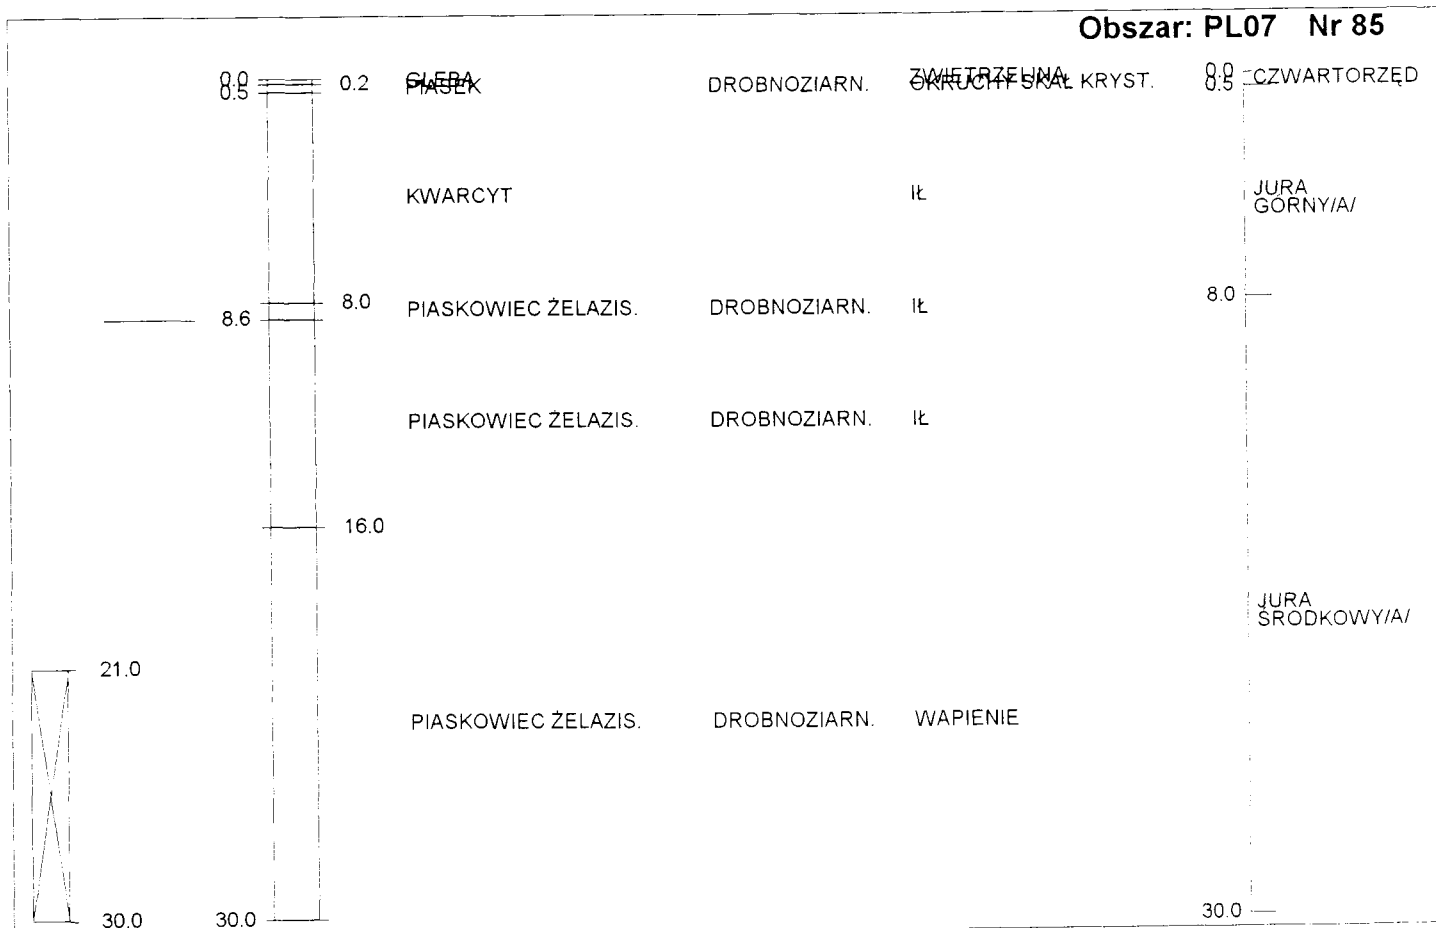 Obszar: PL07 Nr 85
0.0 GLEBA ZWIETRZELINA 0.0 CZWARTORZĘD
0.2 PIASEK DROBNOZIARN. OKRUCHY SKAŁ KRYST.
0.5 0.5
KWARCYT IŁ JURA
GÓRNY/A/
8.0 PIASKOWIEC ŻELAZIS. DROBNOZIARN. IŁ 8.0
8.6
PIASKOWIEC ŻELAZIS. DROBNOZIARN. IŁ
16.0
JURA
ŚRODKOWY/A/
21.0
PIASKOWIEC ŻELAZIS. DROBNOZIARN. WAPIENIE
30.0 30.0 30.0